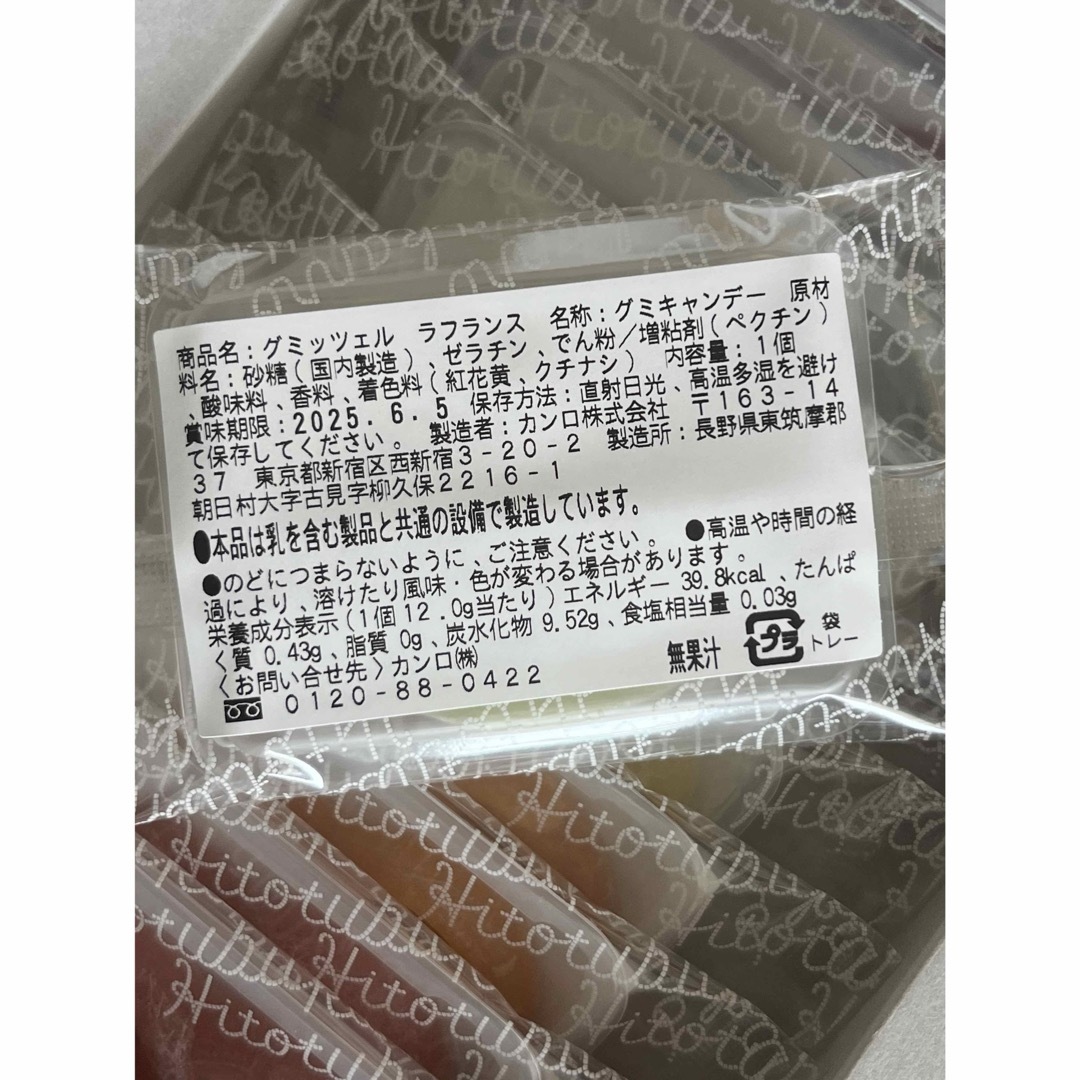 商品名：グミッツェル　ラフランス　名称：グミキャンデー　原材
料名：砂糖（国内製造）、ゼラチン、でん粉／増粘剤（ペクチン）
、酸味料、香料、着色料（紅花黄、クチナシ）　内容量：１個
賞味期限：2025. 6. 5　保存方法：直射日光、高温多湿を避け
て保存してください。　製造者：カンロ株式会社　〒１６３－１４
３７　東京都新宿区西新宿３－２０－２　製造所：長野県東筑摩郡
朝日村大字古見字柳久保２２１６－１
●本品は乳を含む製品と共通の設備で製造しています。
●のどにつまらないように、ご注意ください。　●高温や時間の経
過により、溶けたり風味・色が変わる場合があります。
栄養成分表示（１個１２．０g当たり）エネルギー 39.8kcal 、たんぱ
く質 0.43g、脂質 0g、炭水化物 9.52g、食塩相当量 0.03g
〈お問い合せ先〉カンロ㈱
０１２０－８８－０４２２
無果汁
プラ
袋
トレー
Hitotubu
Hitotubu
Hitotubu
Hitotubu
Hitotubu